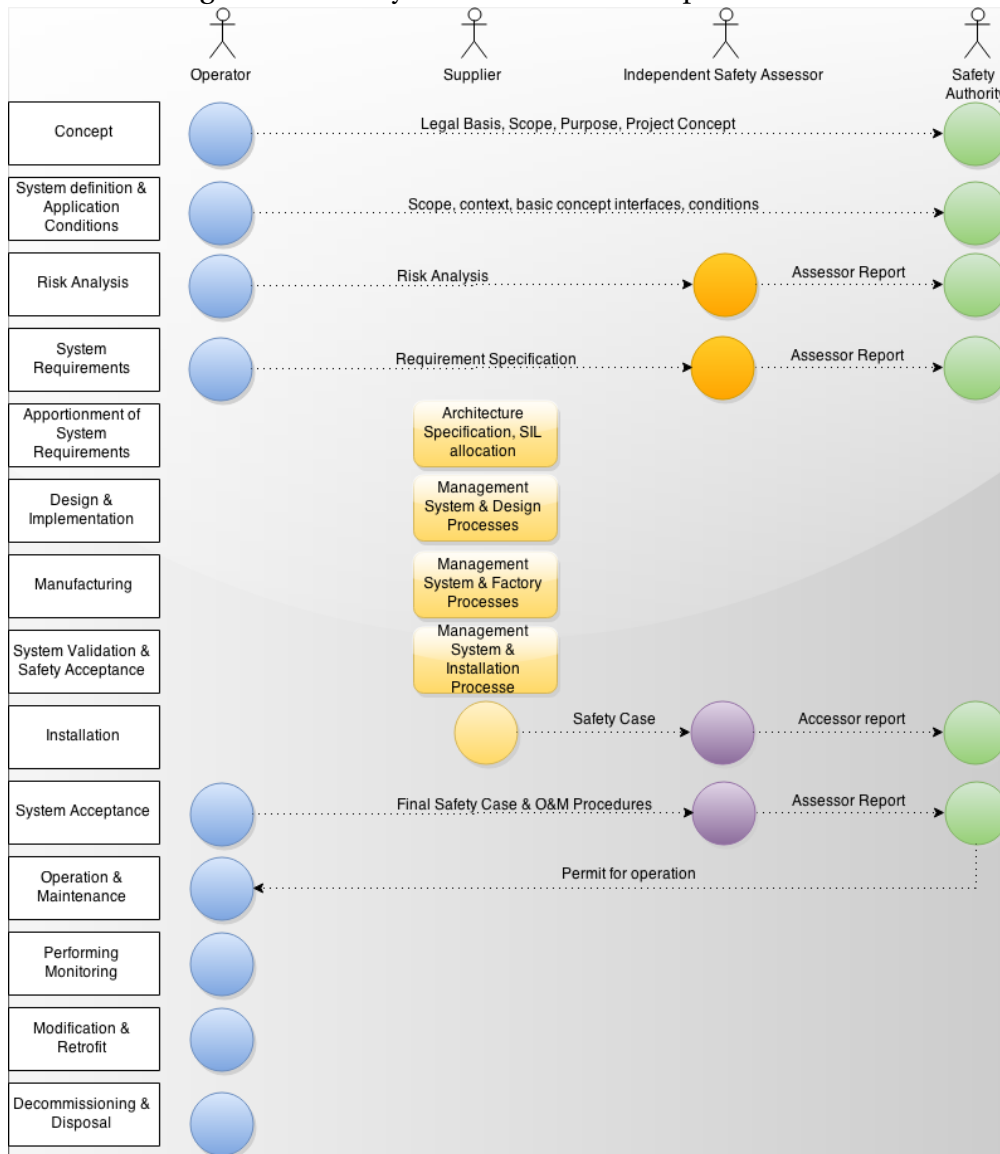 Operator
Supplier
Independent Safety Assessor
Safety
Authority
Concept
Legal Basis, Scope, Purpose, Project Concept
System definition &
Application
Conditions
Scope, context, basic concept interfaces, conditions
Risk Analysis
Risk Analysis
Assessor Report
System
Requirements
Requirement Specification
Assessor Report
Apportionment of
System
Requirements
Architecture
Specification, SIL
allocation
Design &
Implementation
Management
System & Design
Processes
Manufacturing
Management
System & Factory
Processes
System Validation &
Safety Acceptance
Management
System &
Installation
Processe
Installation
Safety Case
Accessor report
System Acceptance
Final Safety Case & O&M Procedures
Assessor Report
Operation &
Maintenance
Permit for operation
Performing
Monitoring
Modification &
Retrofit
Decommissioning &
Disposal